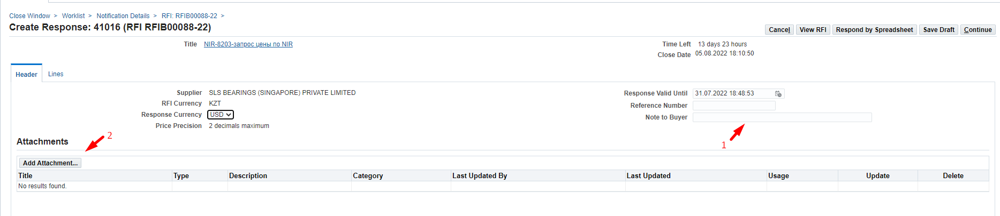 Close Window > Worklist > Notification Details > RFI: RFIB00088-22 >
Create Response: 41016 (RFI RFIB00088-22)
Cancel View RFI Respond by Spreadsheet Save Draft Continue
Title NIR-8203-запрос цены по NIR
Time Left 13 days 23 hours
Close Date 05.08.2022 18:10:50
Header Lines
Supplier SLS BEARINGS (SINGAPORE) PRIVATE LIMITED
RFI Currency KZT
Response Currency USD
Price Precision 2 decimals maximum
Response Valid Until 31.07.2022 18:48:53
Reference Number
Note to Buyer
1
2
Attachments
Add Attachment...
Title Type Description Category Last Updated By Last Updated Usage Update Delete
No results found.